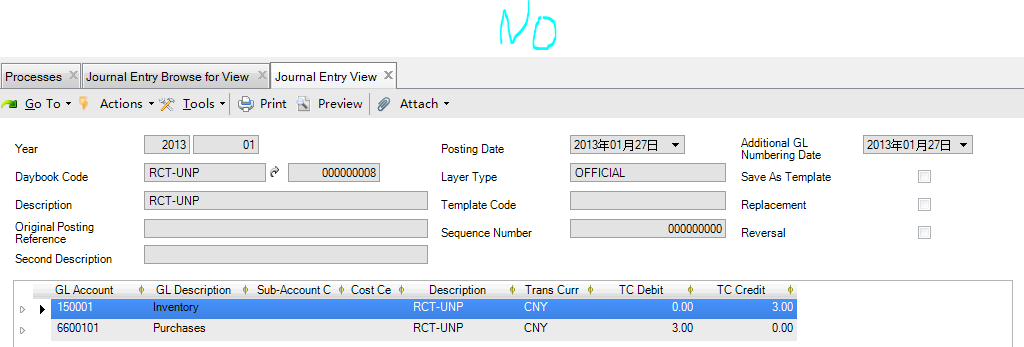 NO
Processes Journal Entry Browse for View Journal Entry View
Go To Actions Tools Print Preview Attach
Year 2013 01 Posting Date 2013年01月27日 Additional GL Numbering Date 2013年01月27日
Daybook Code RCT-UNP 000000008 Layer Type OFFICIAL Save As Template
Description RCT-UNP Template Code Replacement
Original Posting Reference Sequence Number 000000000 Reversal
Second Description
GL Account GL Description Sub-Account C Cost Ce Description Trans Curr TC Debit TC Credit
150001 Inventory RCT-UNP CNY 0.00 3.00
6600101 Purchases RCT-UNP CNY 3.00 0.00